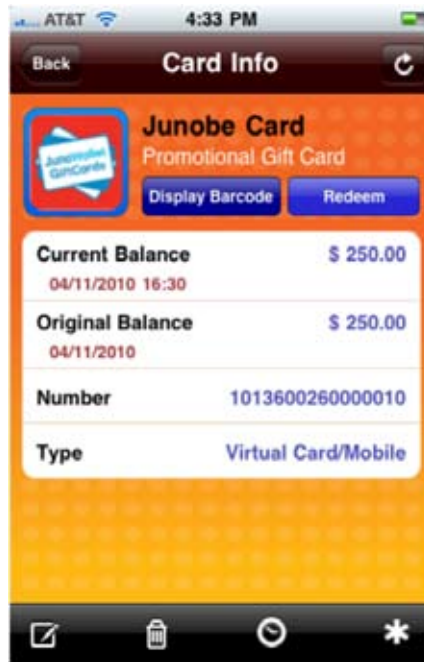 AT&T 4:33 PM
Back Card Info
Junobe Card
Promotional Gift Card
GiftCards
Display Barcode Redeem
Current Balance $ 250.00
04/11/2010 16:30
Original Balance $ 250.00
04/11/2010
Number 1013600260000010
Type Virtual Card/Mobile